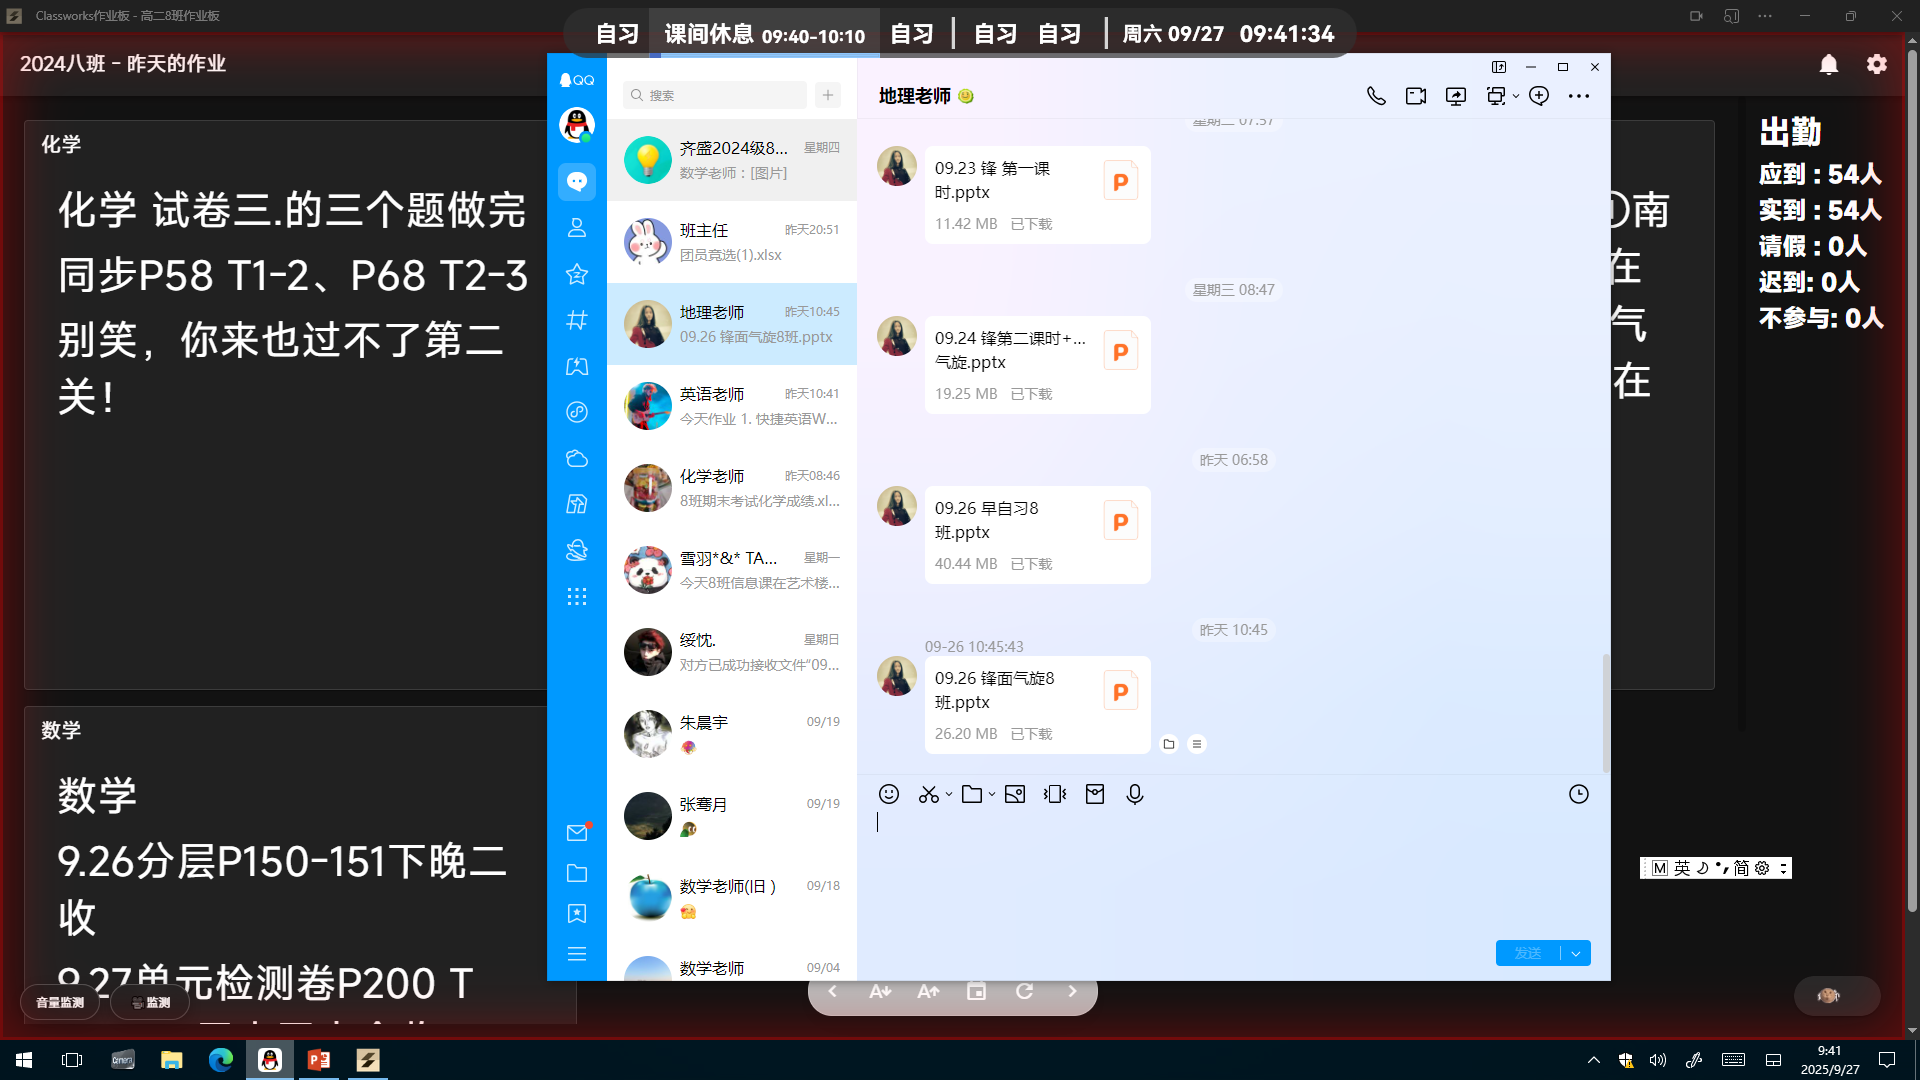 Classworks作业板 - 高二8班作业板
自习
课间休息 09:40-10:10
自习
自习
自习
周六 09/27
09:41:34
2024八班 - 昨天的作业
化学
化学 试卷三.的三个题做完
同步P58 T1-2、P68 T2-3
别笑，你来也过不了第二
关！
数学
数学
9.26分层P150-151下晚二
收
9.27单元检测卷P200 T
音量监测
监测
QQ
搜索
齐盛2024级8...
星期四
数学老师：[图片]
班主任
昨天20:51
团员竟选(1).xlsx
地理老师
昨天10:45
09.26 锋面气旋8班.pptx
英语老师
昨天10:41
今天作业 1. 快捷英语W...
化学老师
昨天08:46
8班期末考试化学成绩.xl...
雪羽*&* TA...
星期一
今天8班信息课在艺术楼...
绥忱.
星期日
对方已成功接收文件“09...
朱晨宇
09/19
张骞月
09/19
数学老师(旧 )
09/18
数学老师
09/04
地理老师
星期二 07:57
09.23 锋 第一课
时.pptx
11.42 MB 已下载
P
星期三 08:47
09.24 锋第二课时+...
气旋.pptx
19.25 MB 已下载
P
昨天 06:58
09.26 早自习8
班.pptx
40.44 MB 已下载
P
昨天 10:45
09-26 10:45:43
09.26 锋面气旋8
班.pptx
26.20 MB 已下载
P
发送
南
在
气
在
出勤
应到 : 54人
实到 : 54人
请假 : 0人
迟到: 0人
不参与: 0人
M 英 简
9:41
2025/9/27